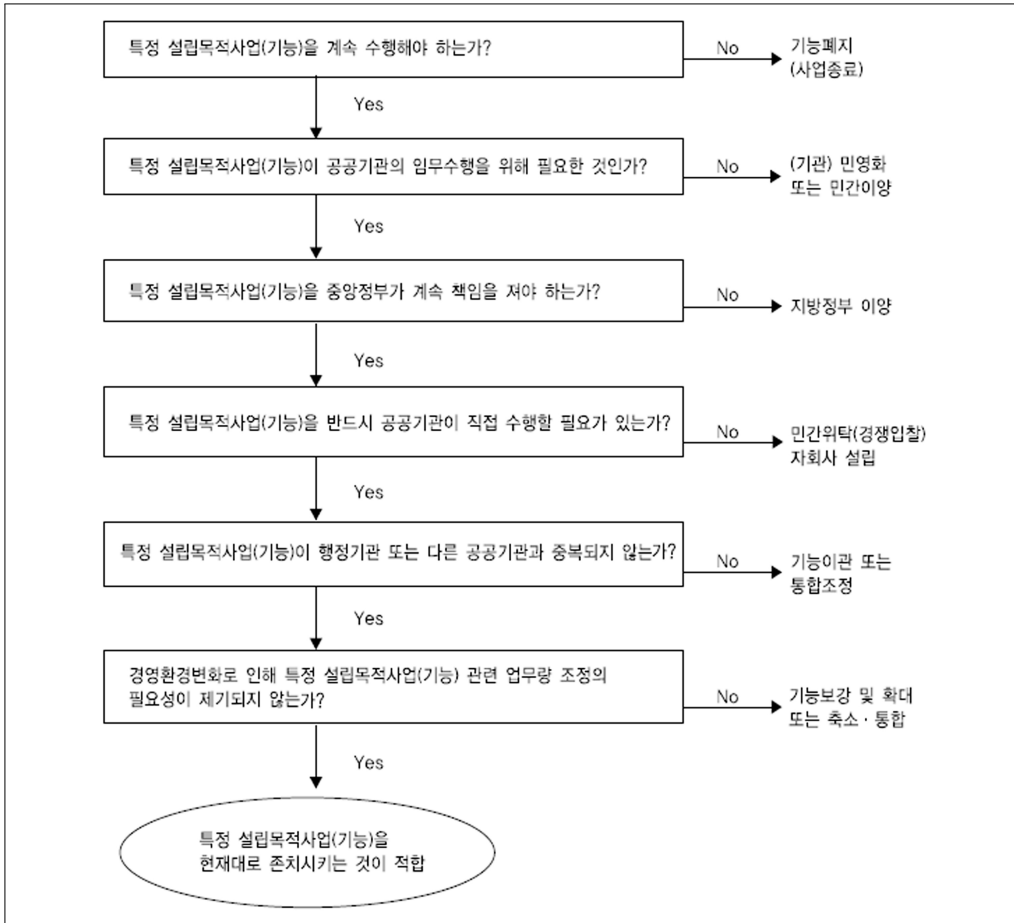 특정 설립목적사업(기능)을 계속 수행해야 하는가?
No
기능폐지
(사업종료)
Yes
특정 설립목적사업(기능)이 공공기관의 임무수행을 위해 필요한 것인가?
No
(기관) 민영화
또는 민간이양
Yes
특정 설립목적사업(기능)을 중앙정부가 계속 책임을 져야 하는가?
No
지방정부 이양
Yes
특정 설립목적사업(기능)을 반드시 공공기관이 직접 수행할 필요가 있는가?
No
민간위탁(경쟁입찰)
자회사 설립
Yes
특정 설립목적사업(기능)이 행정기관 또는 다른 공공기관과 중복되지 않는가?
No
기능이관 또는
통합조정
Yes
경영환경변화로 인해 특정 설립목적사업(기능) 관련 업무량 조정의
필요성이 제기되지 않는가?
No
기능보강 및 확대
또는 축소·통합
Yes
특정 설립목적사업(기능)을
현재대로 존치시키는 것이 적합